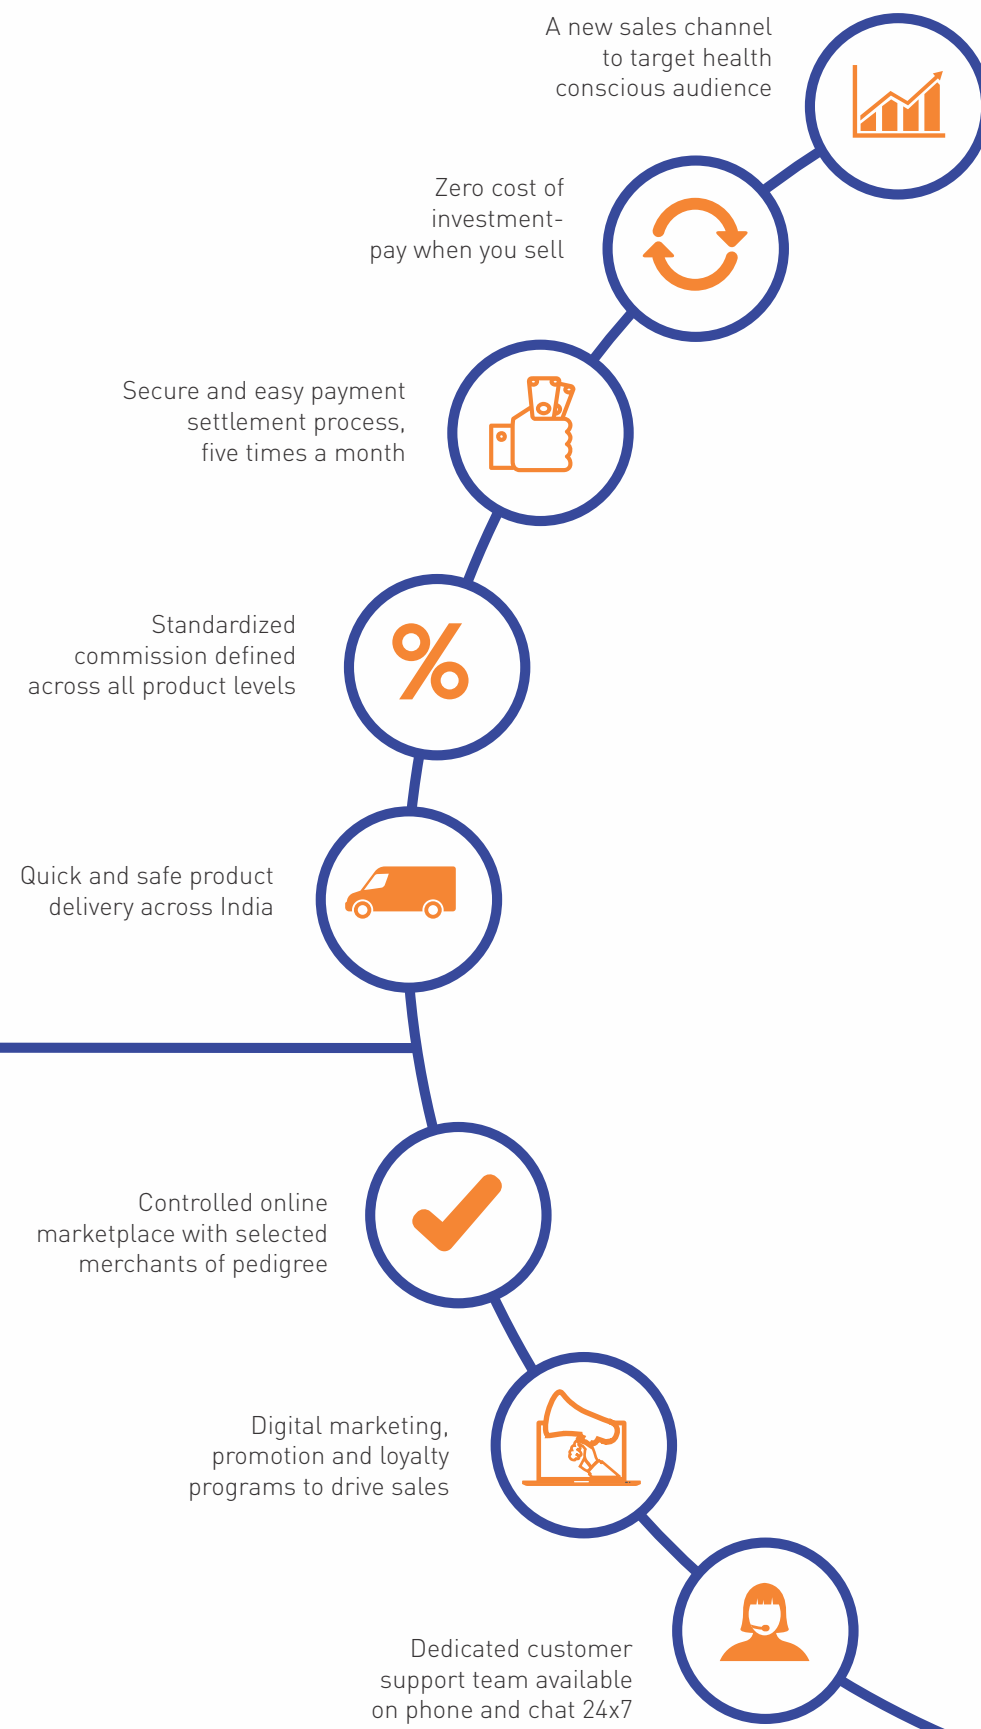 A new sales channel
to target health
conscious audience
Zero cost of
investment-
pay when you sell
Secure and easy payment
settlement process,
five times a month
Standardized
commission defined
across all product levels
Quick and safe product
delivery across India
Controlled online
marketplace with selected
merchants of pedigree
Digital marketing,
promotion and loyalty
programs to drive sales
Dedicated customer
support team available
on phone and chat 24x7